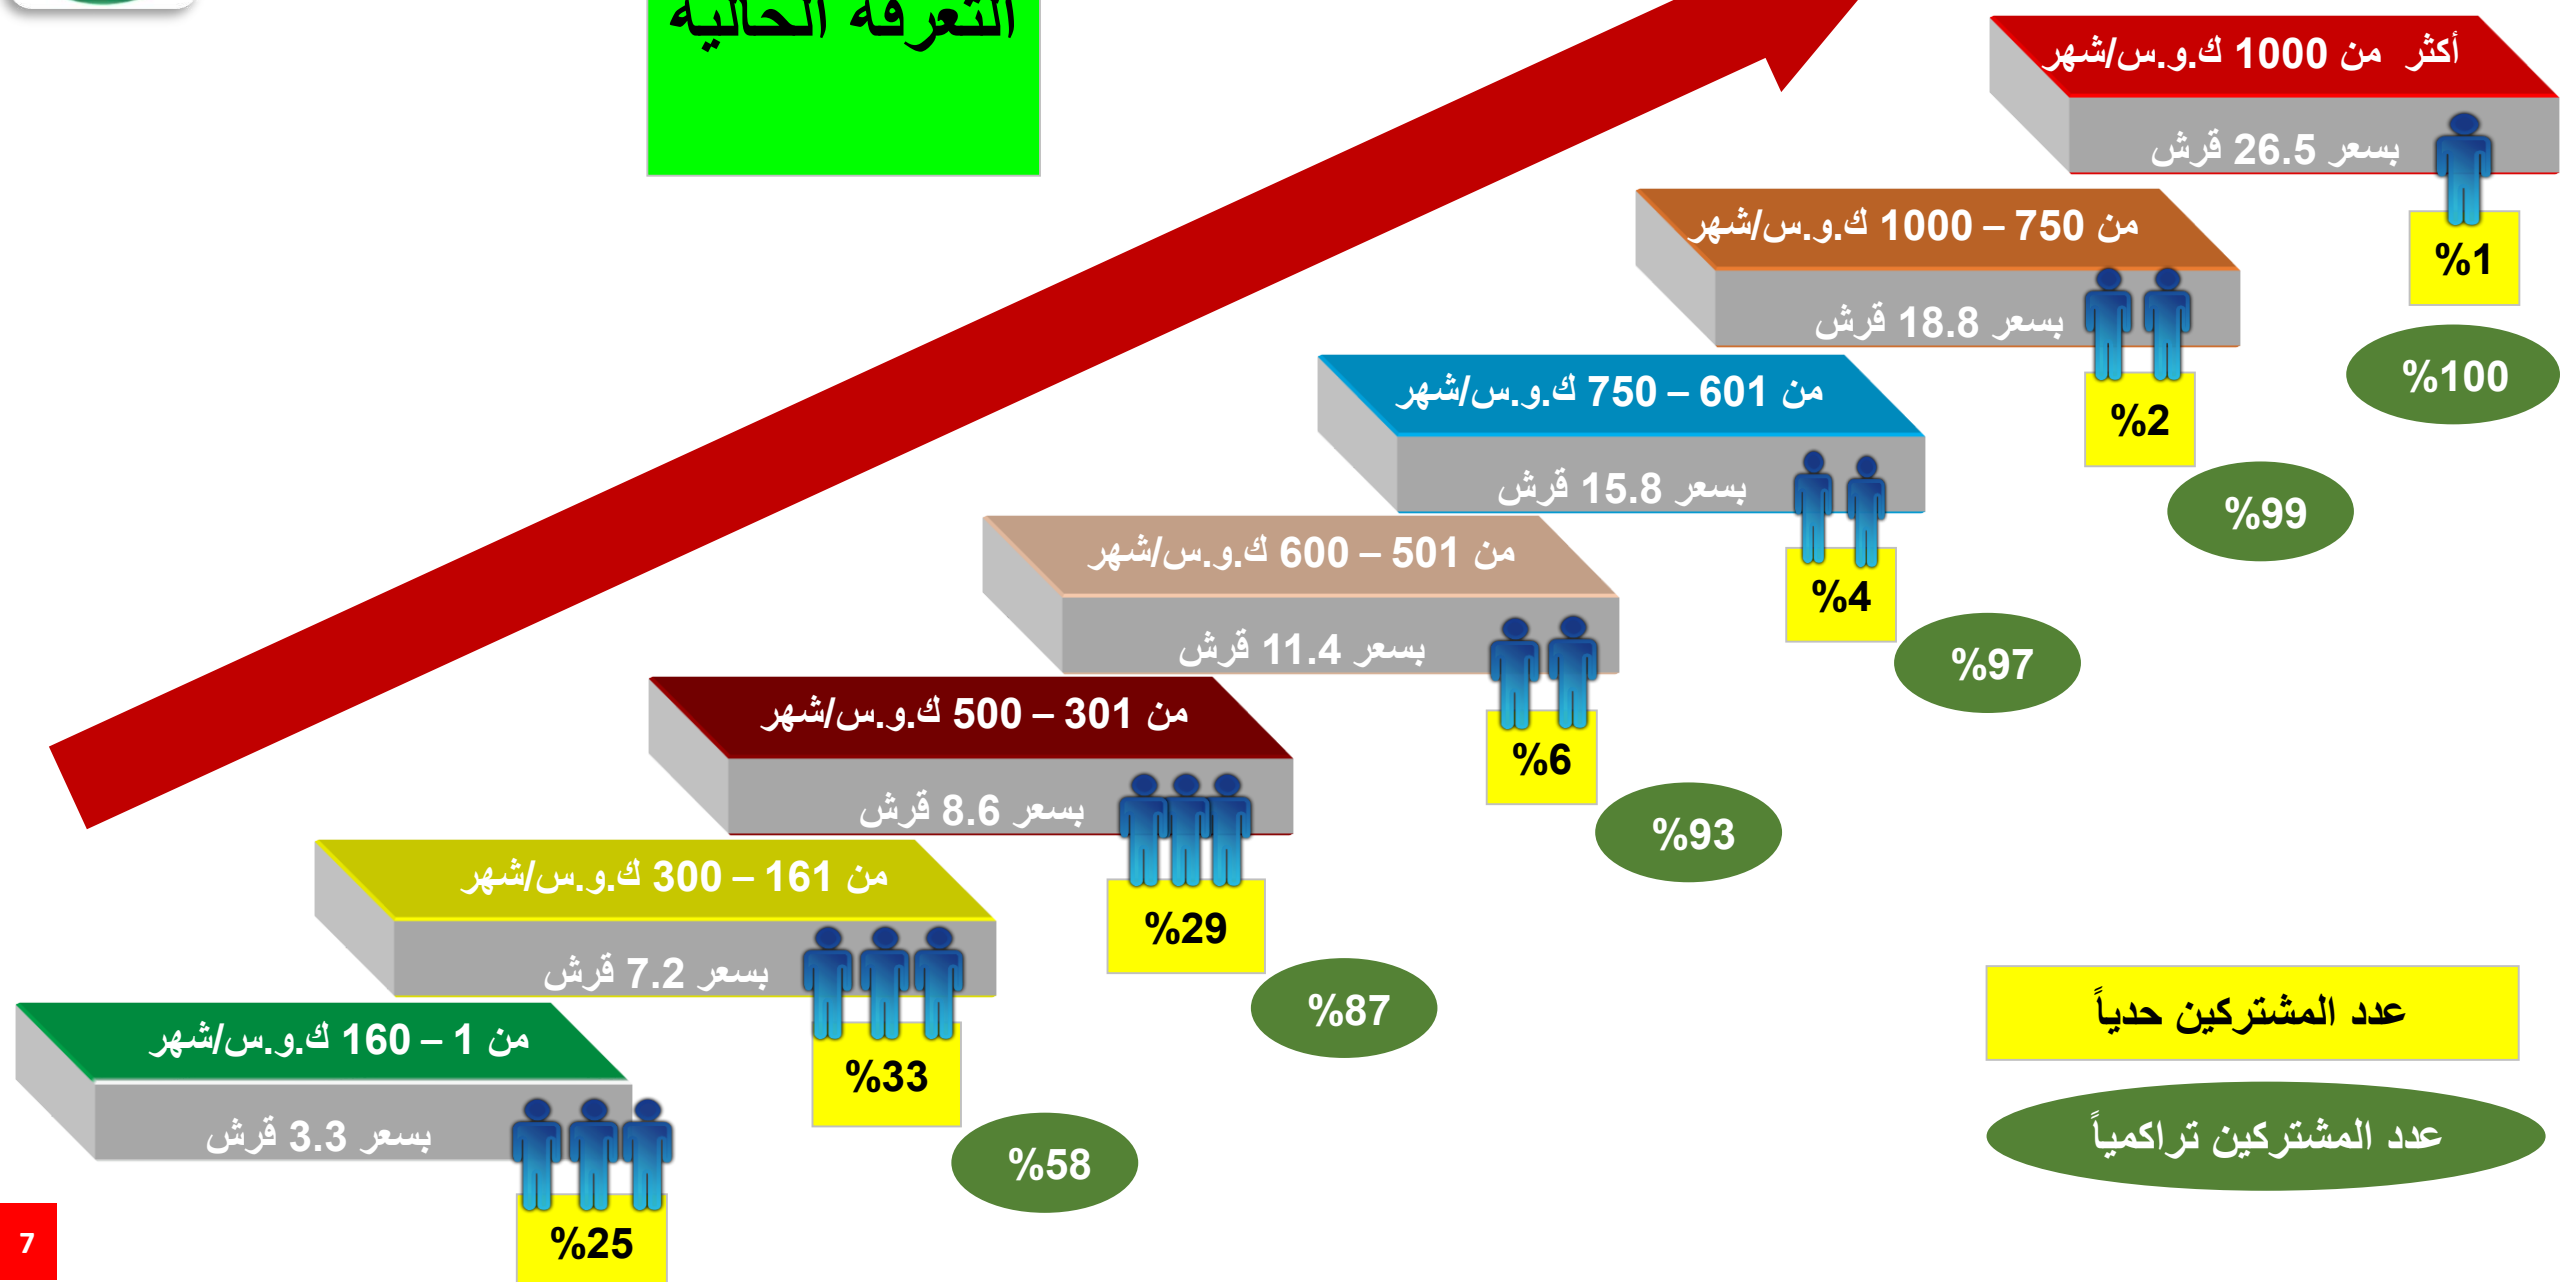 التعرفه الحاليه
أكثر من 1000 ك.و.س/شهر
بسعر 26.5 قرش
%1
%100
من 750 – 1000 ك.و.س/شهر
بسعر 18.8 قرش
%2
%99
من 601 – 750 ك.و.س/شهر
بسعر 15.8 قرش
%4
%97
من 501 – 600 ك.و.س/شهر
بسعر 11.4 قرش
%6
%93
من 301 – 500 ك.و.س/شهر
بسعر 8.6 قرش
%29
%87
من 161 – 300 ك.و.س/شهر
بسعر 7.2 قرش
%33
%58
من 1 – 160 ك.و.س/شهر
بسعر 3.3 قرش
%25
عدد المشتركين حدياً
عدد المشتركين تراكمياً
7